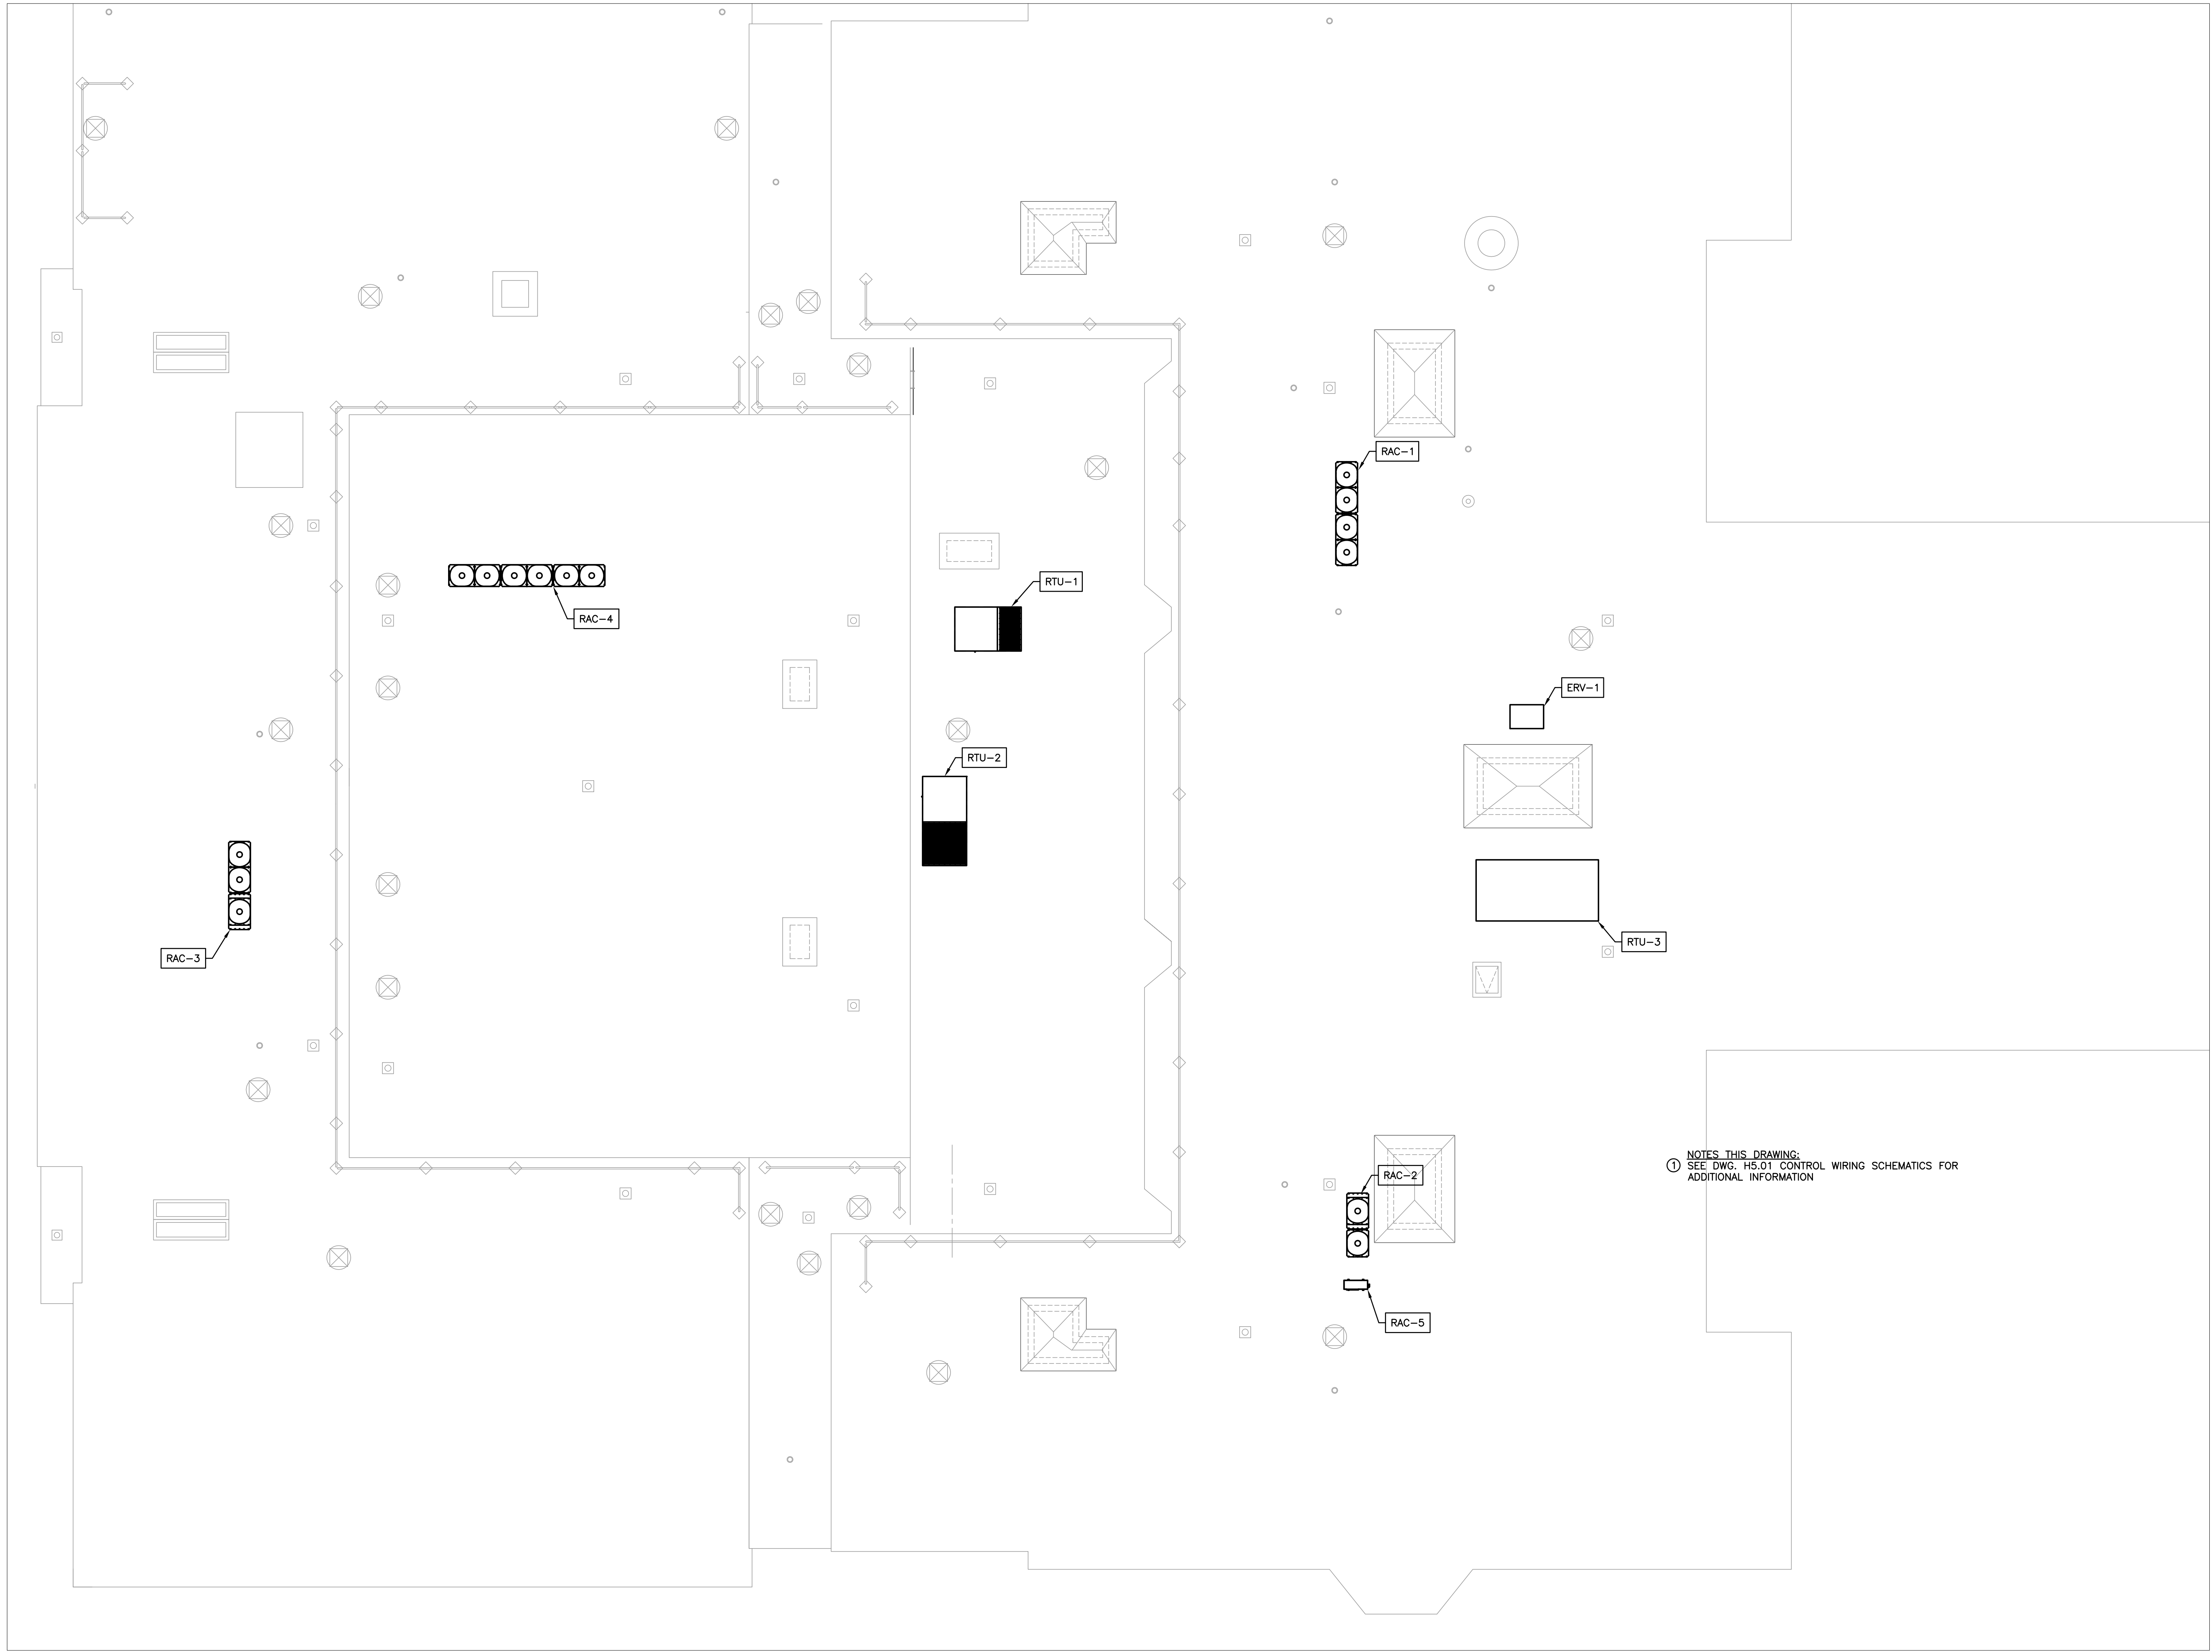 RAC-1
RTU-1
RAC-4
ERV-1
RTU-2
RTU-3
RAC-3
NOTES THIS DRAWING:
1 SEE DWG. H5.01 CONTROL WIRING SCHEMATICS FOR
ADDITIONAL INFORMATION
RAC-2
RAC-5